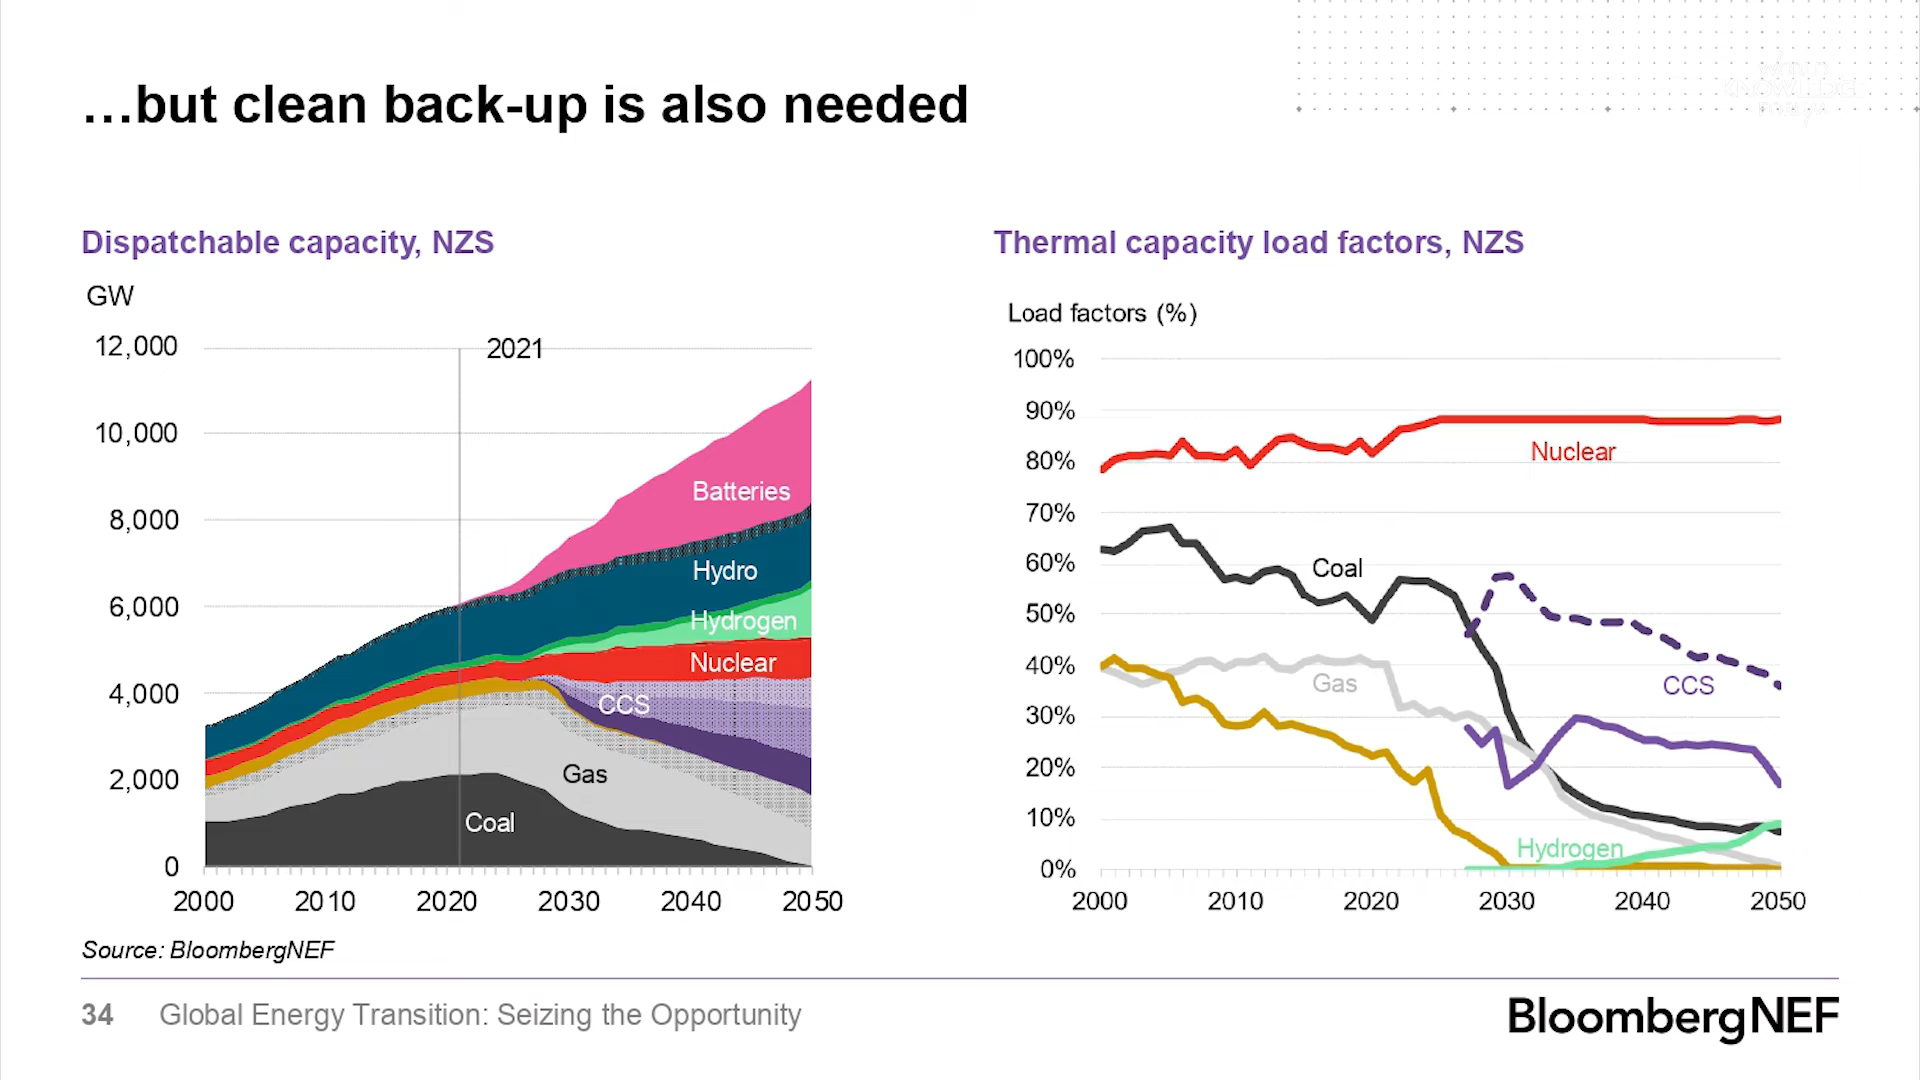 …but clean back-up is also needed
Dispatchable capacity, NZS
GW
12,000
10,000
8,000
6,000
4,000
2,000
0
2021
Batteries
Hydro
Hydrogen
Nuclear
CCS
Gas
Coal
2000 2010 2020 2030 2040 2050
Thermal capacity load factors, NZS
Load factors (%)
100%
90%
80%
70%
60%
50%
40%
30%
20%
10%
0%
Nuclear
Coal
Gas
CCS
Hydrogen
2000 2010 2020 2030 2040 2050
Source: BloombergNEF
34 Global Energy Transition: Seizing the Opportunity
BloombergNEF